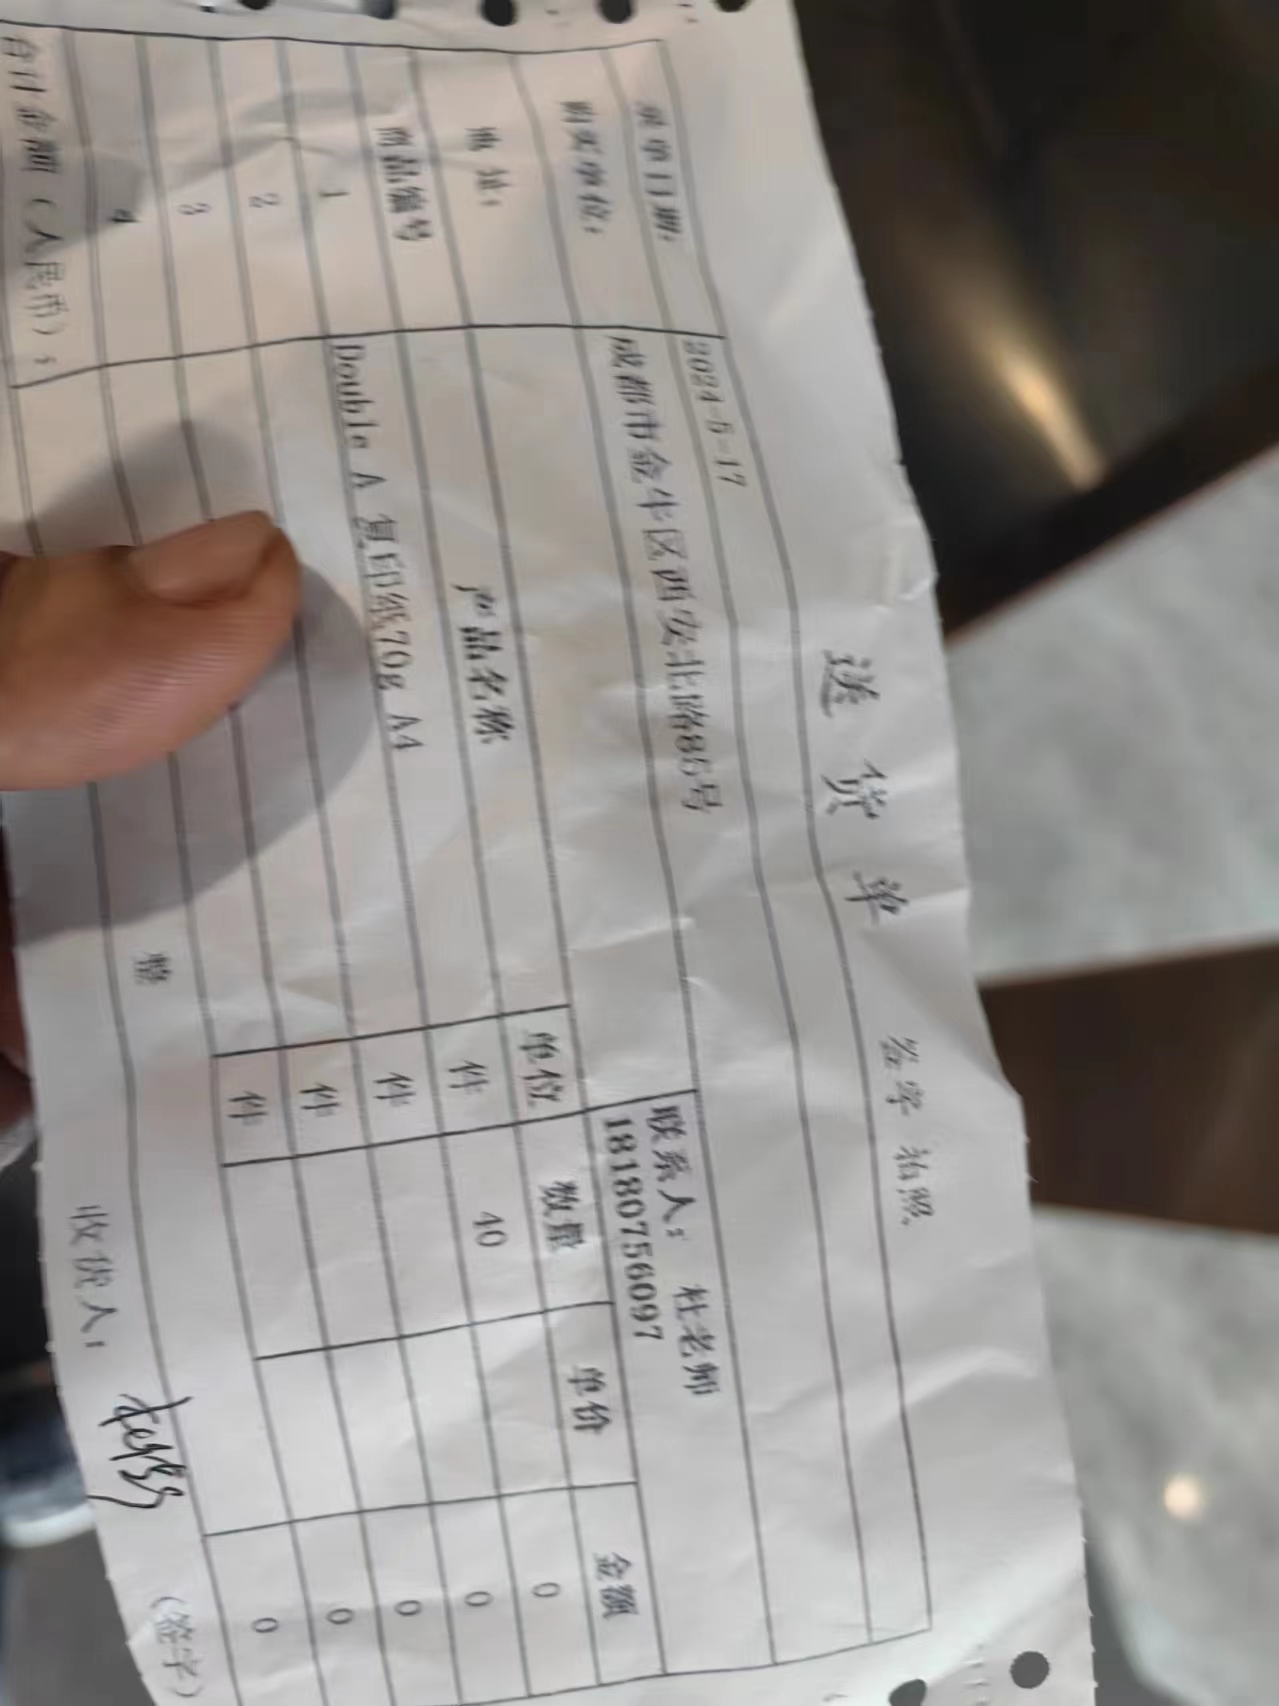 送货单
签字 拍照。
录单日期: 2024-5-17
购买单位:
地址: 成都市金牛区西安北路85号 联系人: 杜老师 18180756097
商品编号 产品名称 单位 数量 单价 金额
1 Double A 复印纸70g A4 件 40 0
2 件 0
3 件 0
4 件 0
0
合计金额(人民币): 整
收货人: (签字)